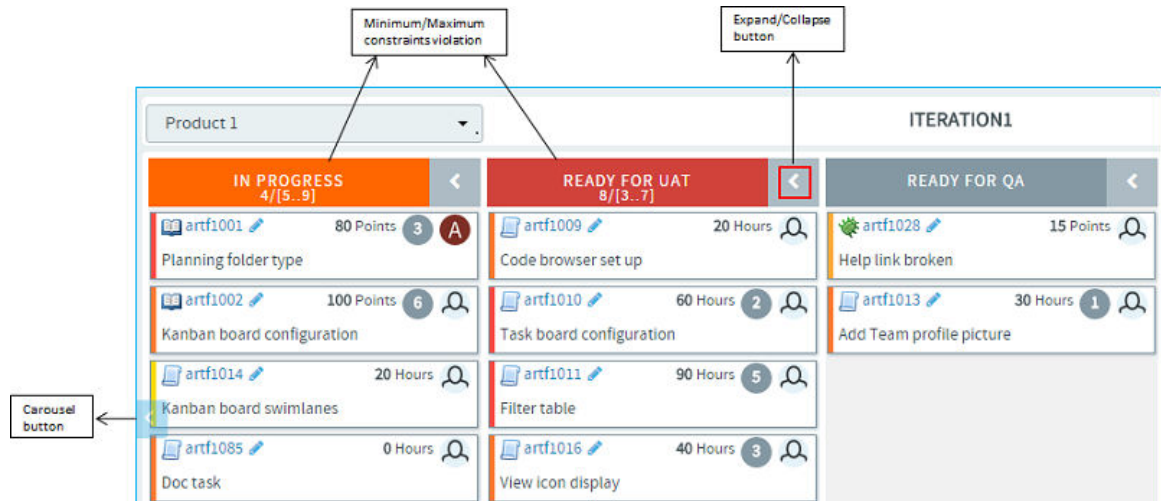 Minimum/Maximum
constraints violation
Expand/Collapse
button
Product 1
ITERATION1
IN PROGRESS
4/[5..9]
READY FOR UAT
8/[3..7]
READY FOR QA
artf1001 80 Points 3 A
Planning folder type
artf1009 20 Hours
Code browser set up
artf1028 15 Points
Help link broken
artf1002 100 Points 6
Kanban board configuration
artf1010 60 Hours 2
Task board configuration
artf1013 30 Hours 1
Add Team profile picture
artf1014 20 Hours
Kanban board swimlanes
artf1011 90 Hours 5
Filter table
Carousel
button
artf1085 0 Hours
Doc task
artf1016 40 Hours 3
View icon display